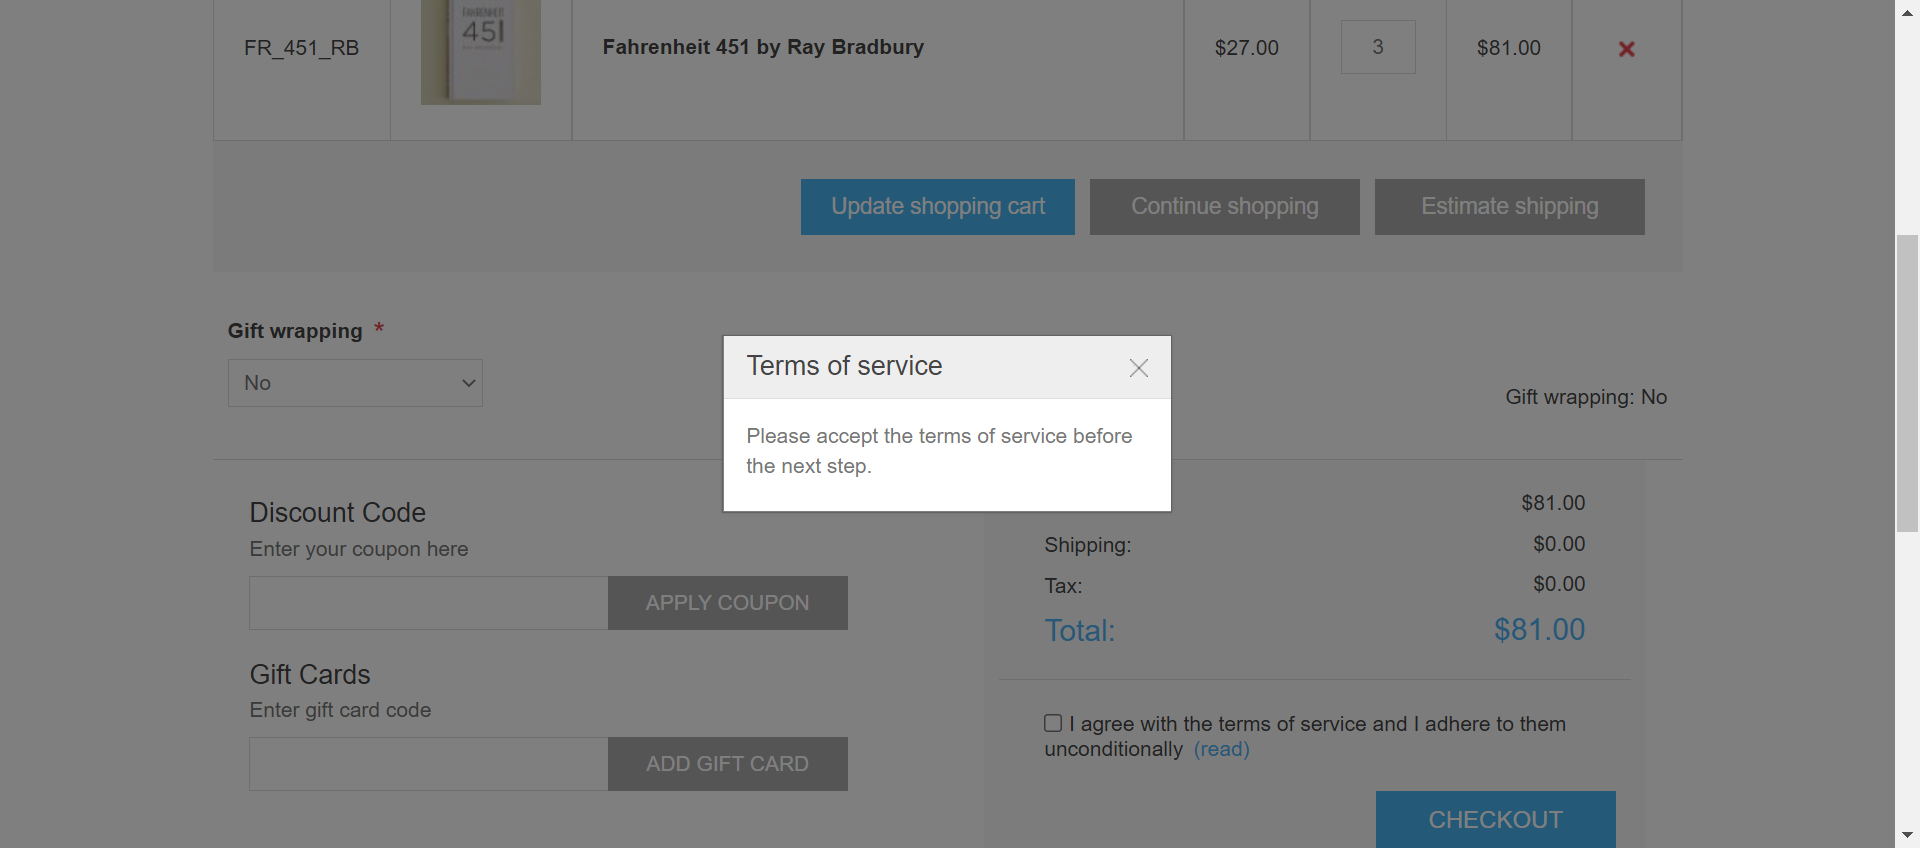 FAHRENHEIT
451
FR_451_RB
Fahrenheit 451 by Ray Bradbury
$27.00
3
$81.00
Update shopping cart
Continue shopping
Estimate shipping
Gift wrapping *
No
Gift wrapping: No
Terms of service
Please accept the terms of service before
the next step.
Discount Code
Enter your coupon here
APPLY COUPON
Gift Cards
Enter gift card code
ADD GIFT CARD
$81.00
Shipping: $0.00
Tax: $0.00
Total: $81.00
I agree with the terms of service and I adhere to them
unconditionally (read)
CHECKOUT